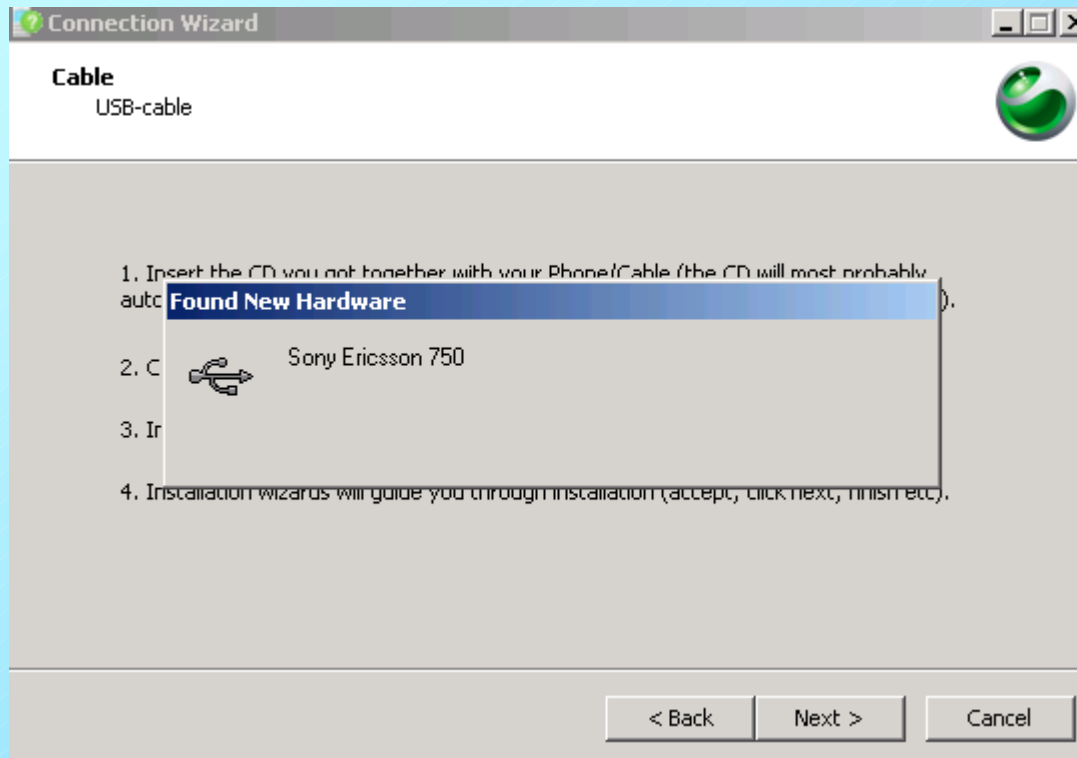 Connection Wizard
Cable
USB-cable
1. Insert the CD you got together with your Phone/Cable (the CD will most probably
autc
).
Found New Hardware
Sony Ericsson 750
2. C
3. Ir
4. Installation wizards will guide you through installation (accept, click next, finish etc).
< Back
Next >
Cancel